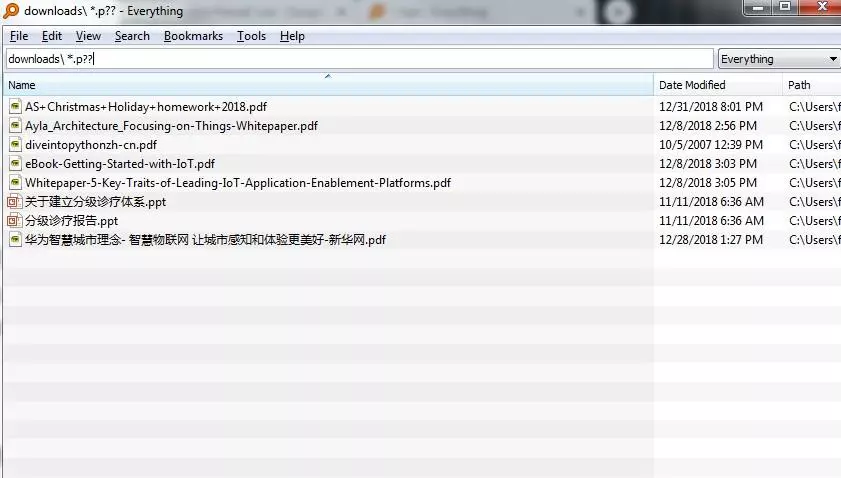 downloads\ *.p?? - Everything
File Edit View Search Bookmarks Tools Help
downloads\ *.p?? Everything
Name Date Modified Path
AS+Christmas+Holiday+homework+2018.pdf 12/31/2018 8:01 PM C:\Users\f
Ayla_Architecture_Focusing-on-Things-Whitepaper.pdf 12/8/2018 2:56 PM C:\Users\f
diveintopythonzh-cn.pdf 10/5/2007 12:39 PM C:\Users\f
eBook-Getting-Started-with-IoT.pdf 12/8/2018 3:03 PM C:\Users\f
Whitepaper-5-Key-Traits-of-Leading-IoT-Application-Enablement-Platforms.pdf 12/8/2018 3:05 PM C:\Users\f
关于建立分级诊疗体系.ppt 11/11/2018 6:36 AM C:\Users\f
分级诊疗报告.ppt 11/11/2018 6:36 AM C:\Users\f
华为智慧城市理念- 智慧物联网 让城市感知和体验更美好-新华网.pdf 12/28/2018 1:27 PM C:\Users\f